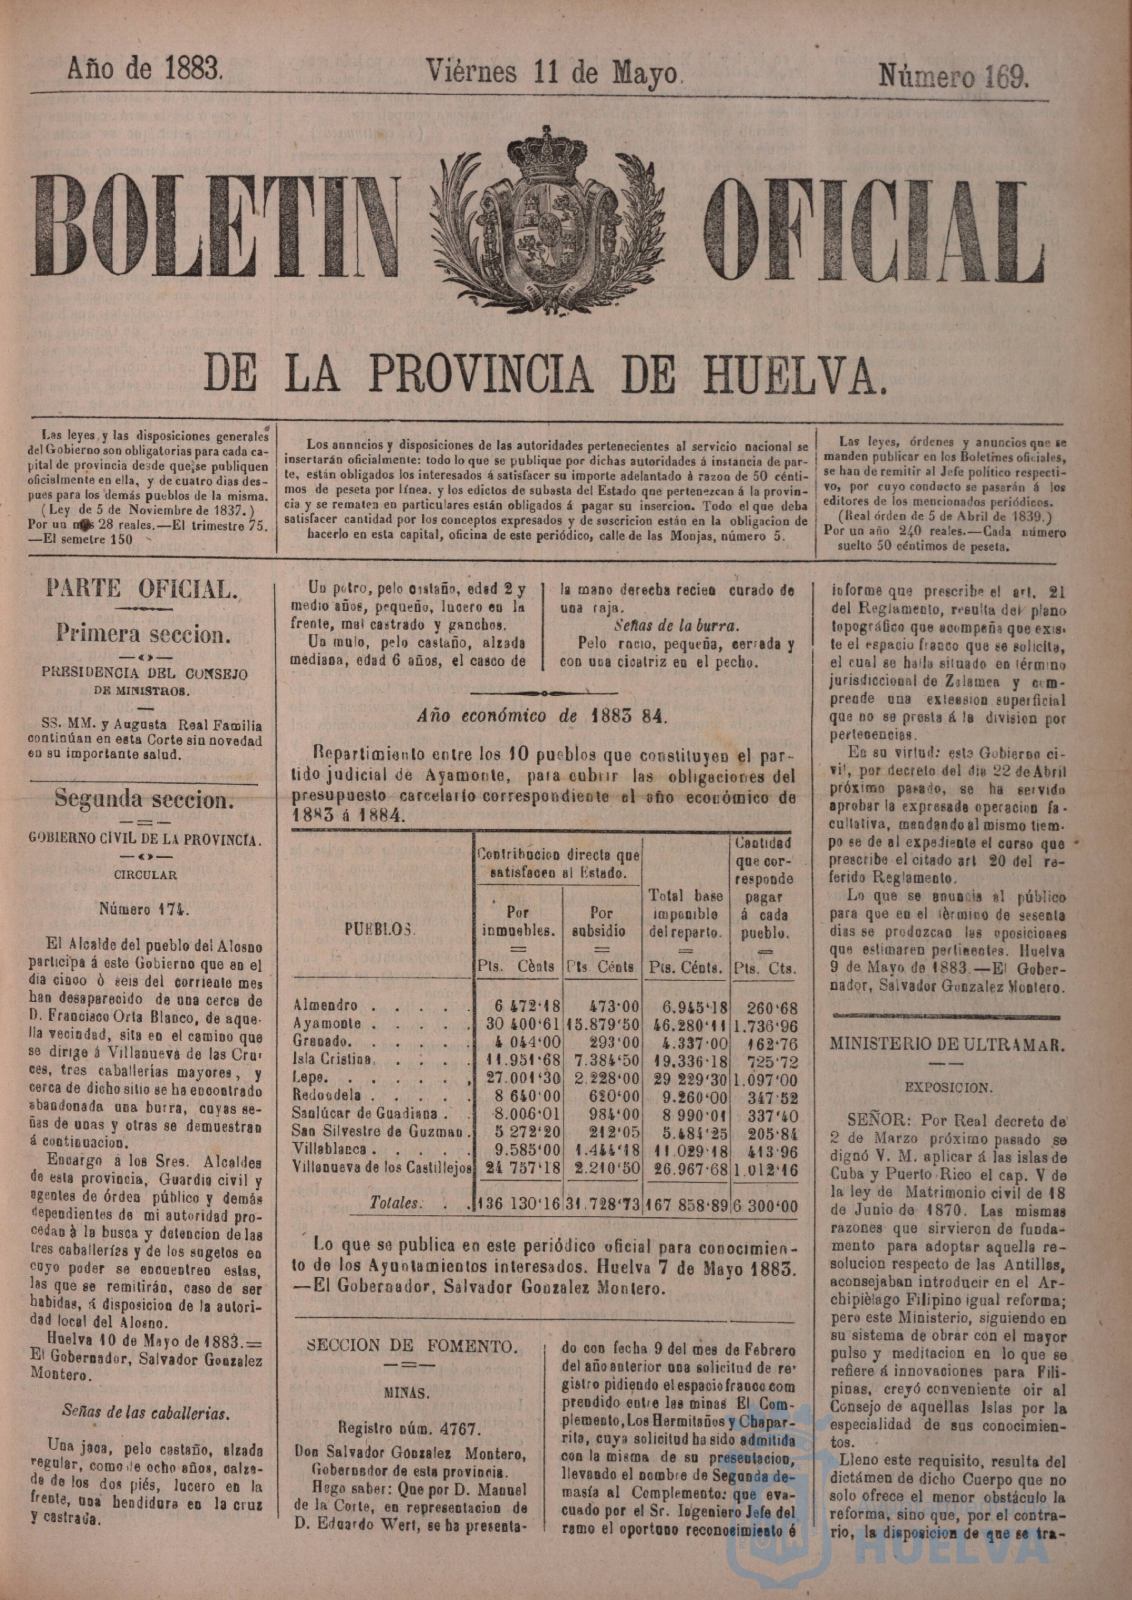 Año de 1883.
Viérnes 11 de Mayo.
Número 169.
BOLETIN OFICIAL
DE LA PROVINCIA DE HUELVA.
Las leyes y las disposiciones generales
del Gobierno son obligatorias para cada ca-
pital de provincia desde que se publiquen
oficialmente en ella, y de cuatro dias des-
pues para los demás pueblos de la misma.
(Ley de 5 de Noviembre de 1837.)
Por un mes 28 reales.—El trimestre 75.
—El semetre 150
Los anuncios y disposiciones de las autoridades pertenecientes al servicio nacional se
insertarán oficialmente: todo lo que se publique por dichas autoridades á instancia de par-
te, están obligados los interesados á satisfacer su importe adelantado á razon de 50 cénti-
mos de peseta por línea. y los edictos de subasta del Estado que pertenezcan á la provin-
cia y se rematen en particulares están obligados á pagar su insercion. Todo el que deba
satisfacer cantidad por los conceptos expresados y de suscricion están en la obligacion de
hacerlo en esta capital, oficina de este periódico, calle de las Monjas, número 5.
Las leyes, órdenes y anuncios que se
manden publicar en los Boletines oficiales,
se han de remitir al Jefe político respecti-
vo, por cuyo conducto se pasarán á los
editores de los mencionados periódicos.
(Real órden de 5 de Abril de 1839.)
Por un año 240 reales.—Cada número
suelto 50 céntimos de peseta.
PARTE OFICIAL.
Primera seccion.
PRESIDENCIA DEL CONSEJO
DE MINISTROS.
SS. MM. y Augusta Real Familia
continúan en esta Corte sin novedad
en su importante salud.
Segunda seccion.
GOBIERNO CIVIL DE LA PROVINCIA.
CIRCULAR
Número 174.
El Alcalde del pueblo del Alosno
participa á este Gobierno que en el
dia cinco ò seis del corriente mes
han desaparecido de una cerca de
D. Francisco Orta Blanco, de aque-
lla vecindad, sita en el camino que
se dirige á Villanueva de las Cru-
ces, tres caballerias mayores, y
cerca de dicho sitio se ha encontrado
abandonada una burra, cuyas se-
ñas de unas y otras se demuestran
á continuacion.
Encargo à los Sres. Alcaldes
de esta provincia, Guardia civil y
agentes de órden público y demás
dependientes de mi autoridad pro-
cedan à la busca y detencion de las
tres caballerías y de los sugetos en
cuyo poder se encuentren estas,
las que se remitirán, caso de ser
habidas, á disposicion de la autori-
dad local del Alosno.
Huelva 10 de Mayo de 1883.=
El Gobernador, Salvador Gonzalez
Montero.
Señas de las caballerias.
Una jaca, pelo castaño, alzada
regular, como de ocho años, calza-
da de los dos piés, lucero en la
frente, una hendidura en la cruz
y castrada.
Un potro, pelo castaño, edad 2 y
medio años, pequeño, lucero en la
frente, mal castrado y ganchos.
Un mulo, pelo castaño, alzada
mediana, edad 6 años, el casco de
la mano derecha recien curado de
una raja.
Señas de la burra.
Pelo rucio, pequeña, cerrada y
con una cicatriz en el pecho.
Año económico de 1883 84.
Repartimiento entre los 10 pueblos que constituyen el par-
tido judicial de Ayamonte, para cubrir las obligaciones del
presupuesto carcelario correspondiente al año económico de
1883 á 1884.
PUEBLOS.
Contribucion directa que
satisfacen al Estado.
Por
inmuebles.
Pts. Cènts
Por
subsidio
Pts Cénts
Total base
imponible
del reparto.
Pts. Cénts.
Cantidad
que cor-
responde
pagar
á cada
pueblo.
Pts. Cts.
Almendro . . . . . 6 472'18 473'00 6.945'18 260'68
Ayamonte . . . . . 30 400'61 15.879'50 46.280'11 1.736'96
Granado. . . . . . 4 044'00 293'00 4.337'00 162'76
Isla Cristina. . . . 11.951'68 7.384'50 19,336'18 725'72
Lepe. . . . . . . 27.001'30 2.228'00 29 229'30 1.097'00
Redondela . . . . . 8 640'00 620'00 9.260'00 347'52
Sanlúcar de Guadiana . . 8.006'01 984'00 8 990'01 337'40
San Silvestre de Guzman. 5 272'20 212'05 5.484'25 205'84
Villablanca . . . . . 9.585'00 1.444'18 11.029'18 413'96
Villanueva de los Castillejos 24 757'18 2.210'50 26.967'68 1.012'16
Totales: . . 136 130'16 31.728'73 167 858'89 6 300'00
Lo que se publica en este periódico oficial para conocimien-
to de los Ayuntamientos interesados. Huelva 7 de Mayo 1883.
—El Gobernador, Salvador Gonzalez Montero.
SECCION DE FOMENTO.
MINAS.
Registro núm. 4767.
Don Salvador Gonzalez Montero,
Gobernador de esta provincia.
Hago saber: Que por D. Manuel
de la Corte, en representacion de
D. Eduardo Wert, se ha presenta-
do con fecha 9 del mes de Febrero
del año anterior una solicitud de re-
gistro pidiendo el espacio franco com
prendido entre las minas El Com-
plemento, Los Hermitaños y Chapar-
rita, cuya solicitud ha sido admitida
con la misma de su presentacion,
llevando el nombre de Segunda de-
masía al Complemento: que eva-
cuado por el Sr. Ingeniero Jefe del
ramo el oportuno reconocimiento é
informe que prescribe el art. 21
del Reglamento, resulta del plano
topográfico que acompaña que exis-
te el espacio franco que se solicita,
el cual se halla situado en término
jurisdiccional de Zalamea y com-
prende una extension superficial
que no se presta á la division por
pertenencias.
En su virtud: este Gobierno ci-
vil, por decreto del dia 22 de Abril
próximo pasado, se ha servido
aprobar la expresada operacion fa-
cultativa, mandando al mismo tiem-
po se de al expediente el curso que
prescribe el citado art 20 del re-
ferido Reglamento.
Lo que se anuncia al público
para que en el tèrmino de sesenta
dias se produzcan las oposiciones
que estimaren pertinentes. Huelva
9 de Mayo de 1883.—El Gober-
nador, Salvador Gonzalez Montero.
MINISTERIO DE ULTRAMAR.
EXPOSICION.
SEÑOR: Por Real decreto de
2 de Marzo próximo pasado se
dignó V. M. aplicar á las islas de
Cuba y Puerto-Rico el cap. V de
la ley de Matrimonio civil de 18
de Junio de 1870. Las mismas
razones que sirvieron de funda-
mento para adoptar aquella re-
solucion respecto de las Antillas,
aconsejaban introducir en el Ar-
chipièlago Filipino igual reforma;
pero este Ministerio, siguiendo en
su sistema de obrar con el mayor
pulso y meditacion en lo que se
refiere á innovaciones para Fili-
pinas, creyó conveniente oir al
Consejo de aquellas Islas por la
especialidad de sus conocimien-
tos.
Lleno este requisito, resulta del
dictámen de dicho Cuerpo que no
solo ofrece el menor obstáculo la
reforma, sino que, por el contra-
rio, la disposicion de que se tra-
HUELVA